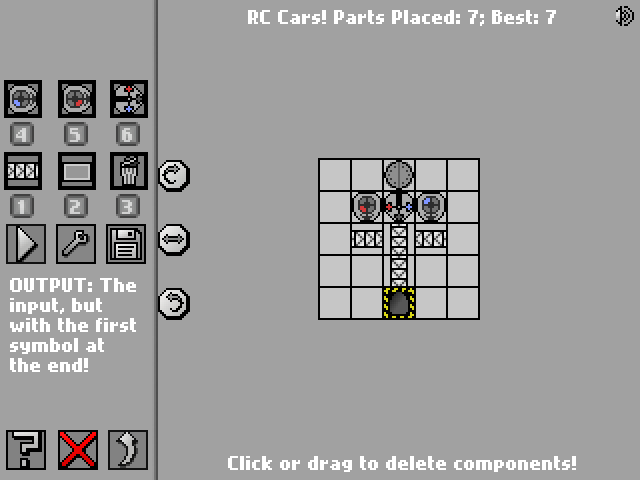 RC Cars! Parts Placed: 7; Best: 7
4 5 6
1 2 3
OUTPUT: The
input, but
with the first
symbol at
the end!
Click or drag to delete components!